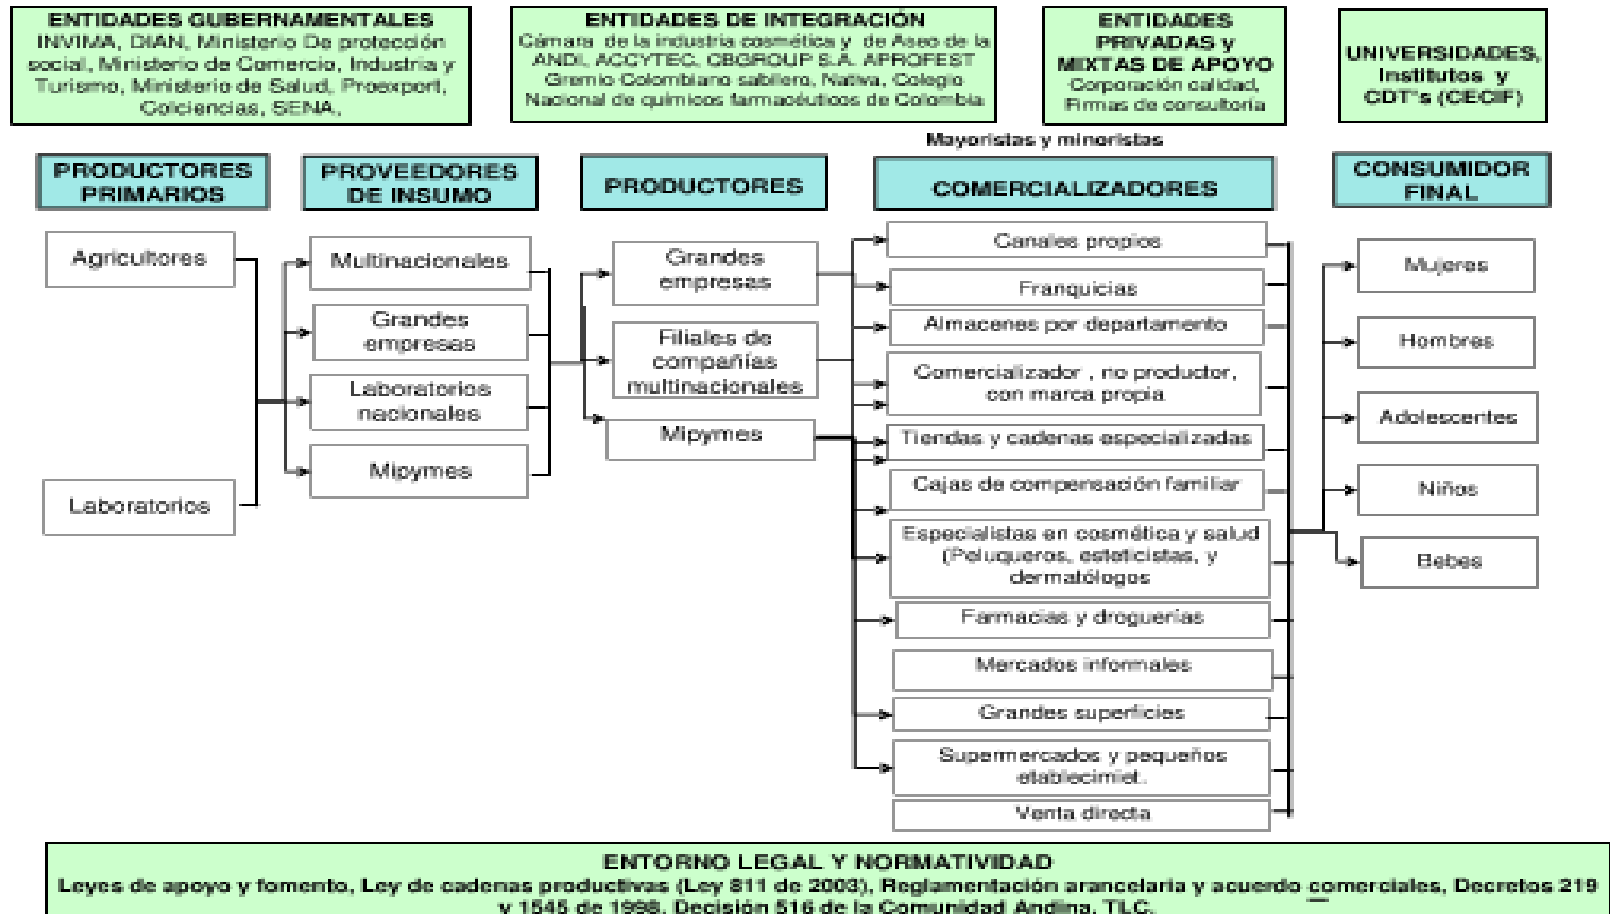 ENTIDADES GUBERNAMENTALES
INVIMA, DIAN, Ministerio De protección
social, Ministerio de Comercio, Industria y
Turismo, Ministerio de Salud, Proexport,
Colciencias, SENA,
ENTIDADES DE INTEGRACIÓN
Cámara de la industria cosmética y de Aseo de la
ANDI, ACCYTEC, CBGROUP S.A. APROFEST
Gremio Colombiano sabilero, Nativa, Colegio
Nacional de químicos farmacéuticos de Colombia
ENTIDADES
PRIVADAS y
MIXTAS DE APOYO
Corporación calidad,
Firmas de consultoría
UNIVERSIDADES,
Institutos y
CDT's (CECIF)
Mayoristas y minoristas
PRODUCTORES
PRIMARIOS
PROVEEDORES
DE INSUMO
PRODUCTORES
COMERCIALIZADORES
CONSUMIDOR
FINAL
Agricultores
Laboratorios
Multinacionales
Grandes
empresas
Laboratorios
nacionales
Mipymes
Grandes
empresas
Filiales de
compañías
multinacionales
Mipymes
Canales propios
Franquicias
Almacenes por departamento
Comercializador , no productor,
con marca propia
Tiendas y cadenas especializadas
Cajas de compensación familiar
Especialistas en cosmética y salud
(Peluqueros, esteticistas, y
dermatólogos
Farmacias y droguerías
Mercados informales
Grandes superficies
Supermercados y pequeños
etablecimiet.
Venta directa
Mujeres
Hombres
Adolescentes
Niños
Bebes
ENTORNO LEGAL Y NORMATIVIDAD
Leyes de apoyo y fomento, Ley de cadenas productivas (Ley 811 de 2003), Reglamentación arancelaria y acuerdo comerciales, Decretos 219
y 1545 de 1998. Decisión 516 de la Comunidad Andina. TLC.